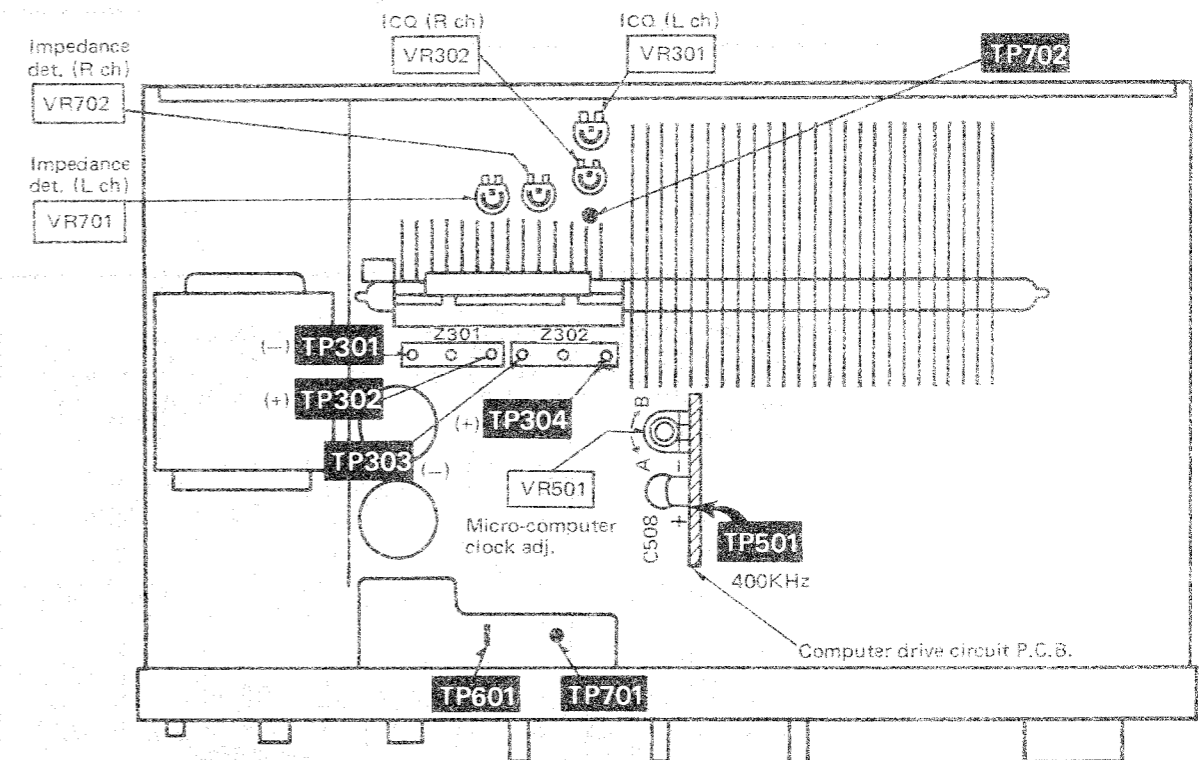 ICQ (R ch)
VR302
ICQ (L ch)
VR301
TP702
Impedance
det. (R ch)
VR702
Impedance
det. (L ch)
VR701
Z301
Z302
(−) TP301
(+) TP302
TP303 (−)
(+) TP304
B
A
−
+
C508
VR501
Micro-computer
clock adj.
TP501
400KHz
Computer drive circuit P.C.B.
TP601
TP701